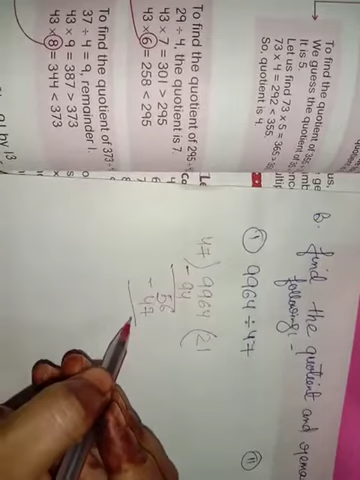 To find the quotient of
We guess the quotient of
It is 5.
Let us find 73 × 5 = 365 >
73 × 4 = 292 < 355
So, quotient is 4.
To find the quotient of 295 ÷
29 ÷ 4, the quotient is 7.
43 × 7 = 301 > 295
43 × 6 = 258 < 295
To find the quotient of 373 ÷
37 ÷ 4 = 9, remainder 1.
43 × 9 = 387 > 373
43 × 8 = 344 < 373
by 13
B. find the quotient and
following:-
(i) 9964 ÷ 47
(ii)
47) 9964 (21
- 94
56
- 47